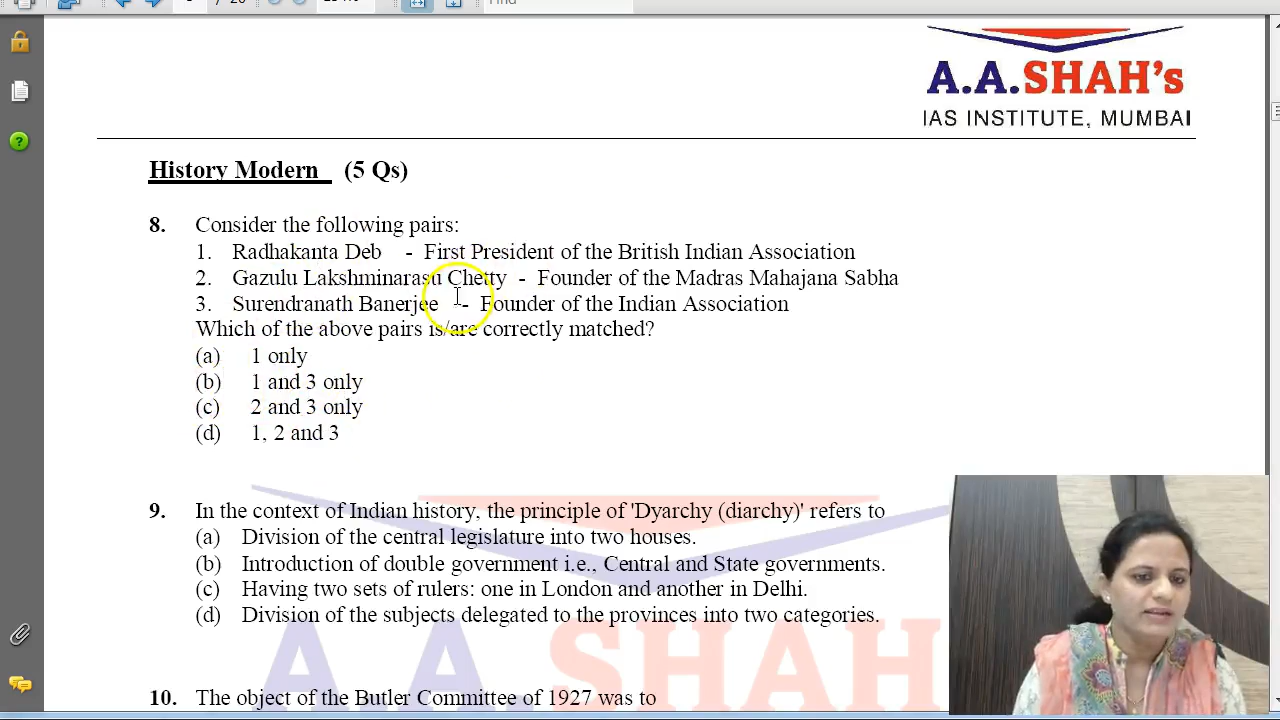 Find
A.A.SHAH's
IAS INSTITUTE, MUMBAI
History Modern (5 Qs)
8. Consider the following pairs:
1. Radhakanta Deb - First President of the British Indian Association
2. Gazulu Lakshminarasu Chetty - Founder of the Madras Mahajana Sabha
3. Surendranath Banerjee - Founder of the Indian Association
Which of the above pairs is/are correctly matched?
(a) 1 only
(b) 1 and 3 only
(c) 2 and 3 only
(d) 1, 2 and 3
9. In the context of Indian history, the principle of 'Dyarchy (diarchy)' refers to
(a) Division of the central legislature into two houses.
(b) Introduction of double government i.e., Central and State governments.
(c) Having two sets of rulers: one in London and another in Delhi.
(d) Division of the subjects delegated to the provinces into two categories.
A A SHAH
10. The object of the Butler Committee of 1927 was to